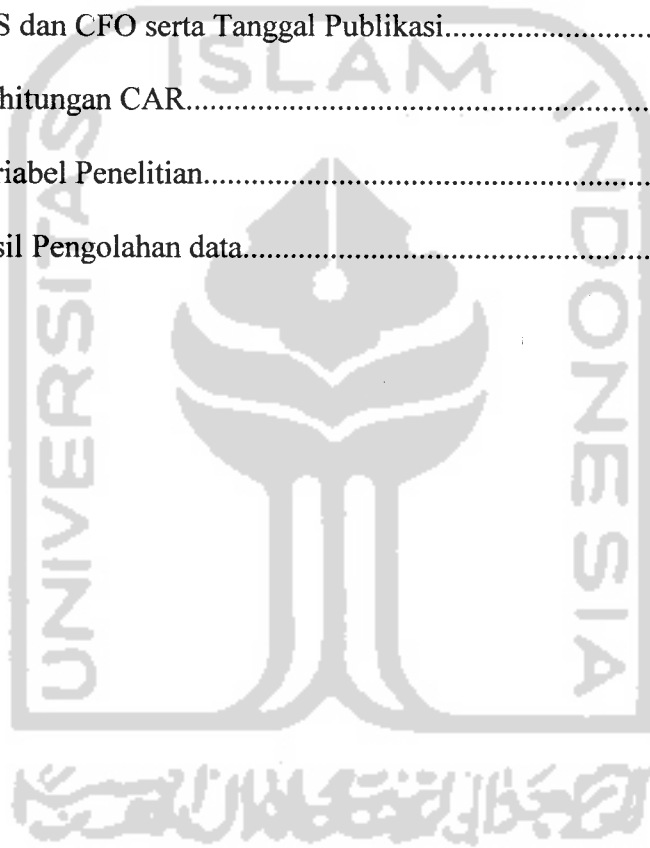 S dan CFO serta Tanggal Publikasi........................
hitungan CAR........................................................
riabel Penelitian......................................................
sil Pengolahan data.................................................
UNIVERSITAS
ISLAM
INDONESIA